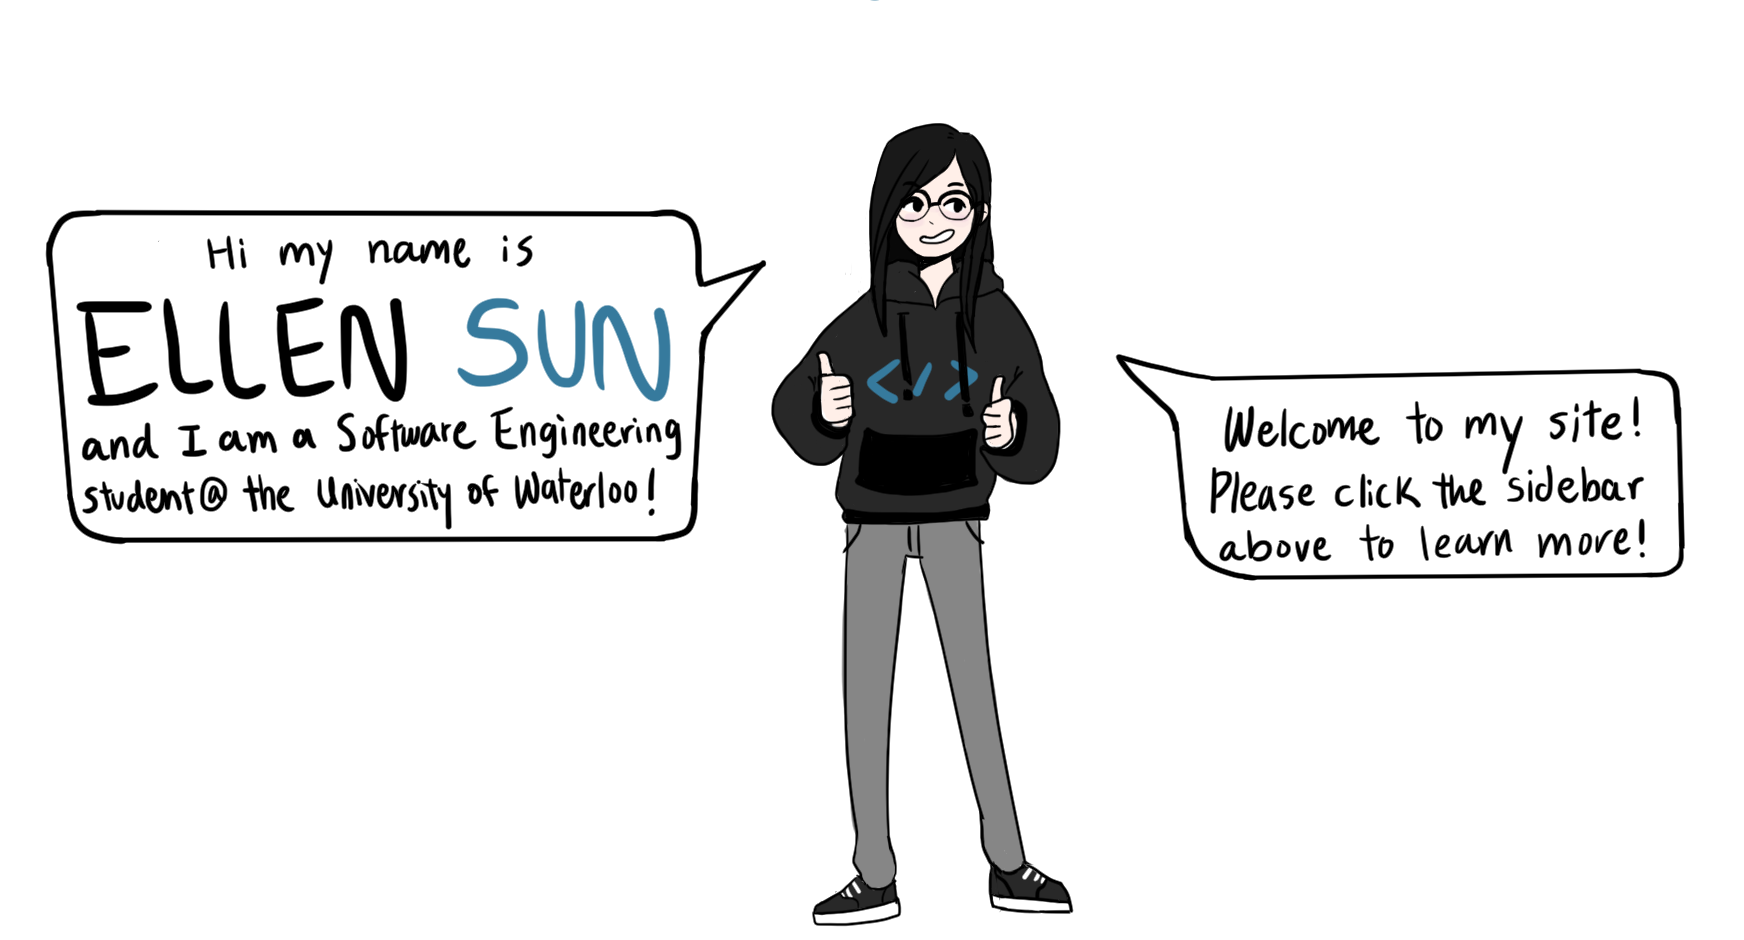 Hi my name is
ELLEN SUN
and I am a Software Engineering
student@ the University of Waterloo!
</>
Welcome to my site!
Please click the sidebar
above to learn more!